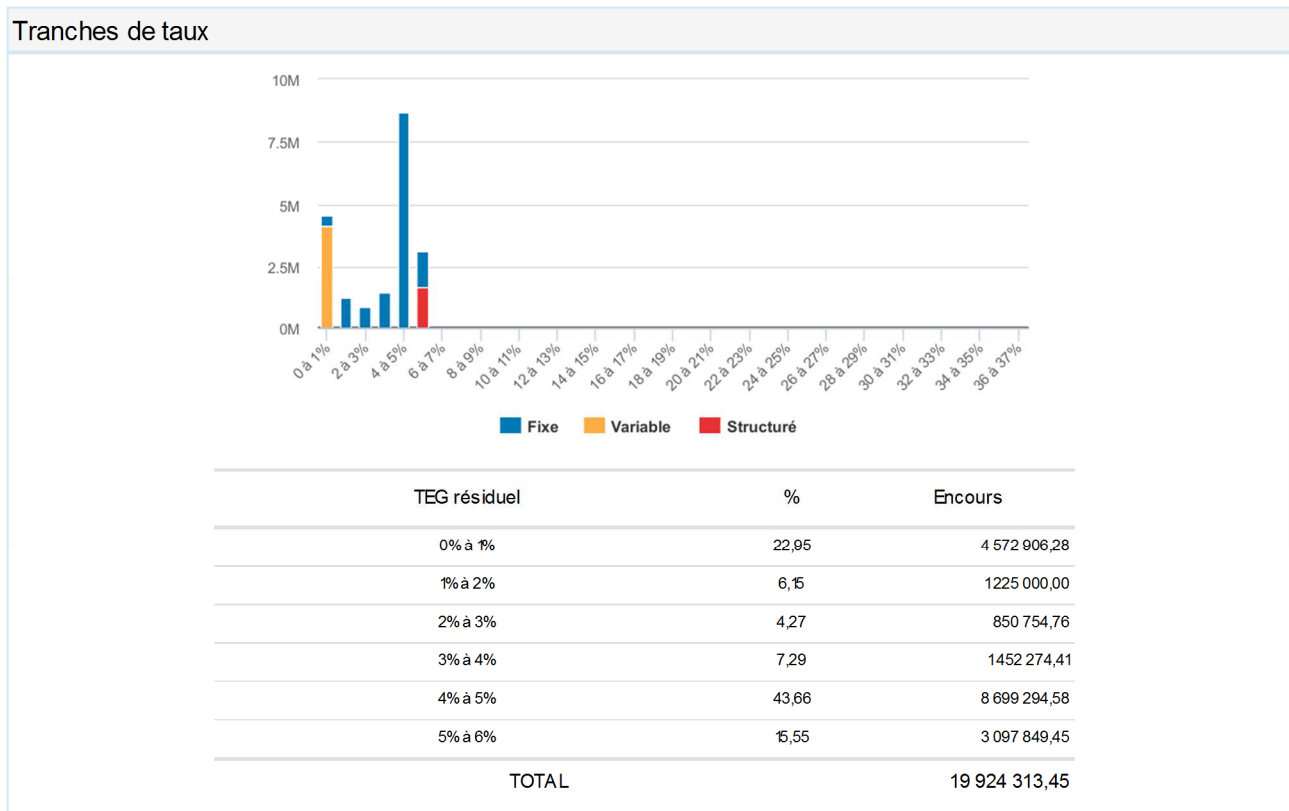 Tranches de taux
10M
7.5M
5M
2.5M
0M
0 à 1%
2 à 3%
4 à 5%
6 à 7%
8 à 9%
10 à 11%
12 à 13%
14 à 15%
16 à 17%
18 à 19%
20 à 21%
22 à 23%
24 à 25%
26 à 27%
28 à 29%
30 à 31%
32 à 33%
34 à 35%
36 à 37%
Fixe Variable Structuré
TEG résiduel % Encours
0% à 1% 22,95 4 572 906,28
1% à 2% 6,15 1225 000,00
2% à 3% 4,27 850 754,76
3% à 4% 7,29 1452 274,41
4% à 5% 43,66 8 699 294,58
5% à 6% 15,55 3 097 849,45
TOTAL 19 924 313,45